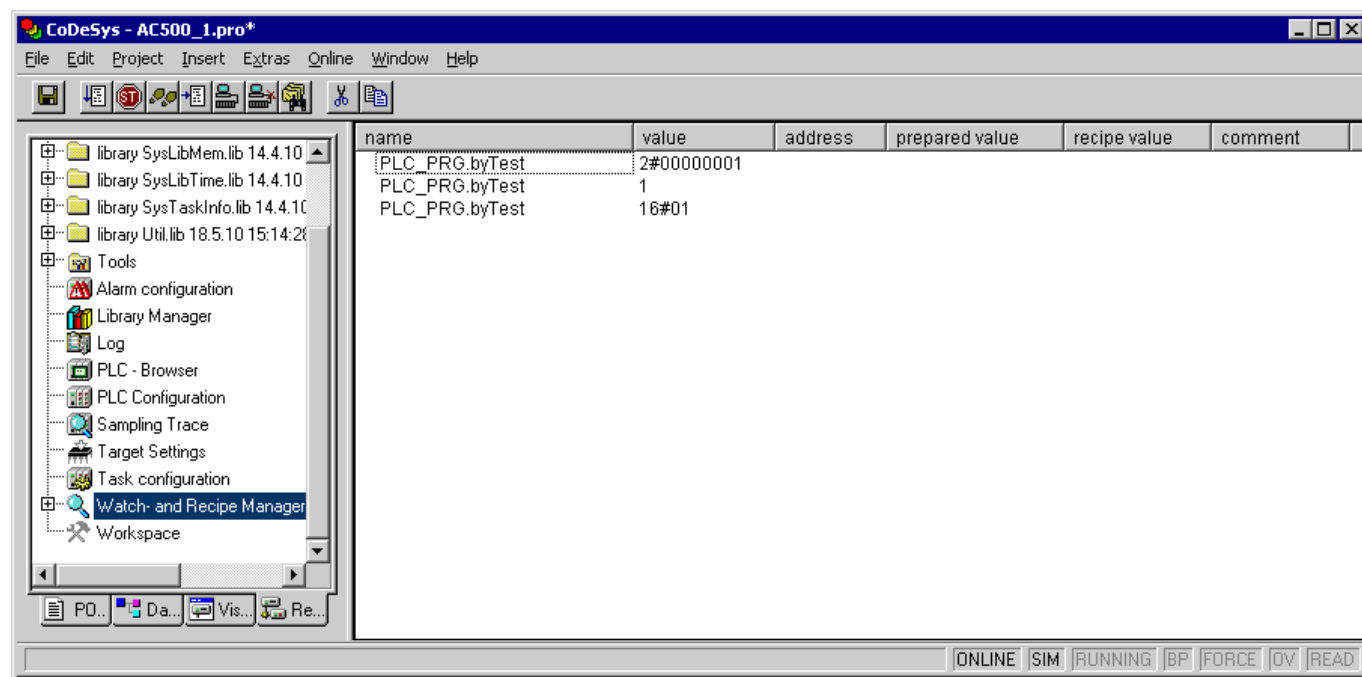 CoDeSys - AC500_1.pro*
File Edit Project Insert Extras Online Window Help
ST
name value address prepared value recipe value comment
PLC_PRG.byTest 2#00000001
PLC_PRG.byTest 1
PLC_PRG.byTest 16#01
library SysLibMem.lib 14.4.10
library SysLibTime.lib 14.4.10
library SysTaskInfo.lib 14.4.10
library Util.lib 18.5.10 15:14:28
Tools
Alarm configuration
Library Manager
Log
PLC - Browser
PLC Configuration
Sampling Trace
Target Settings
Task configuration
Watch- and Recipe Manager
Workspace
PO... Da... Vis... Re...
ONLINE SIM RUNNING BP FORCE OV READ